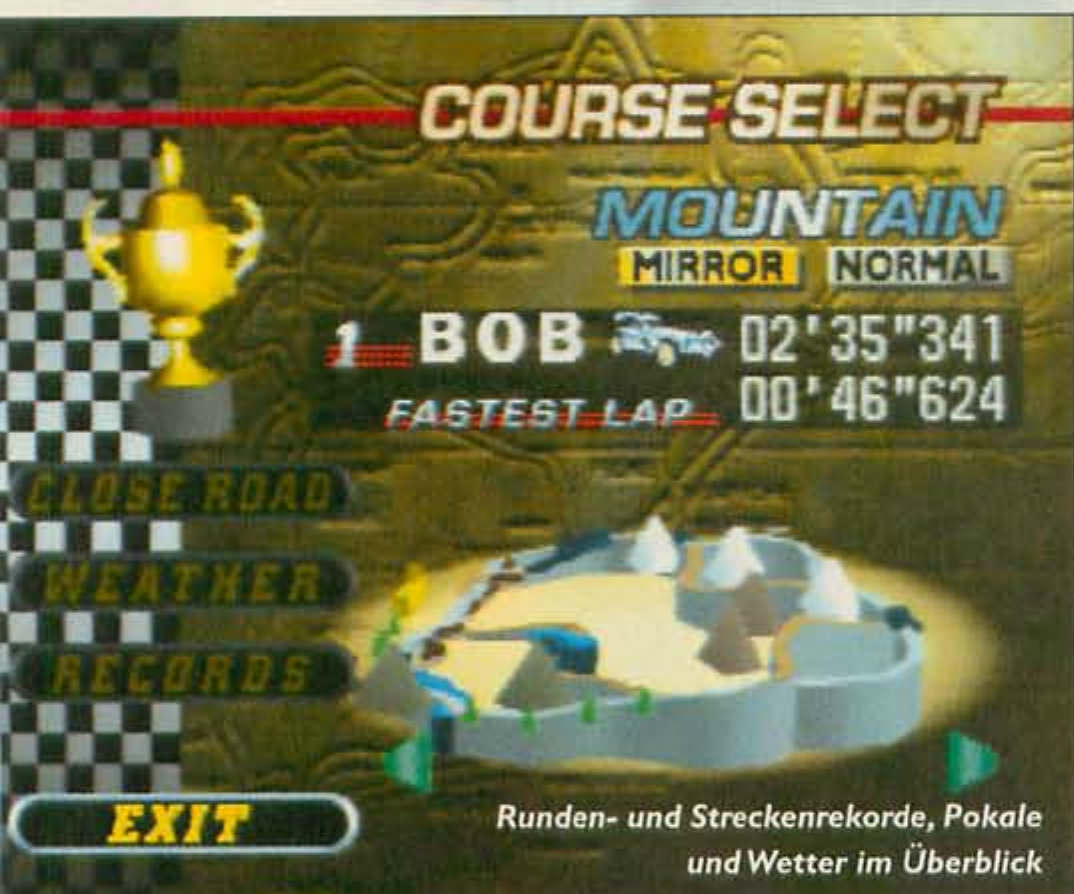 COURSE SELECT
MOUNTAIN
MIRROR NORMAL
1 BOB 02'35"341
FASTEST LAP 00'46"624
CLOSE ROAD
WEATHER
RECORDS
EXIT
Runden- und Streckenrekorde, Pokale
und Wetter im Überblick